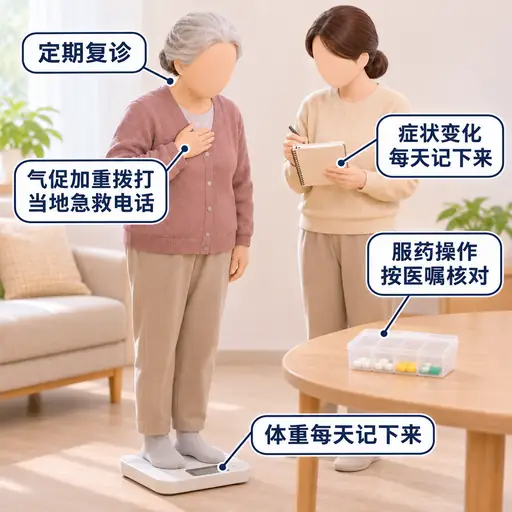 定期复诊
症状变化
每天记下来
气促加重拨打
当地急救电话
服药操作
按医嘱核对
体重每天记下来